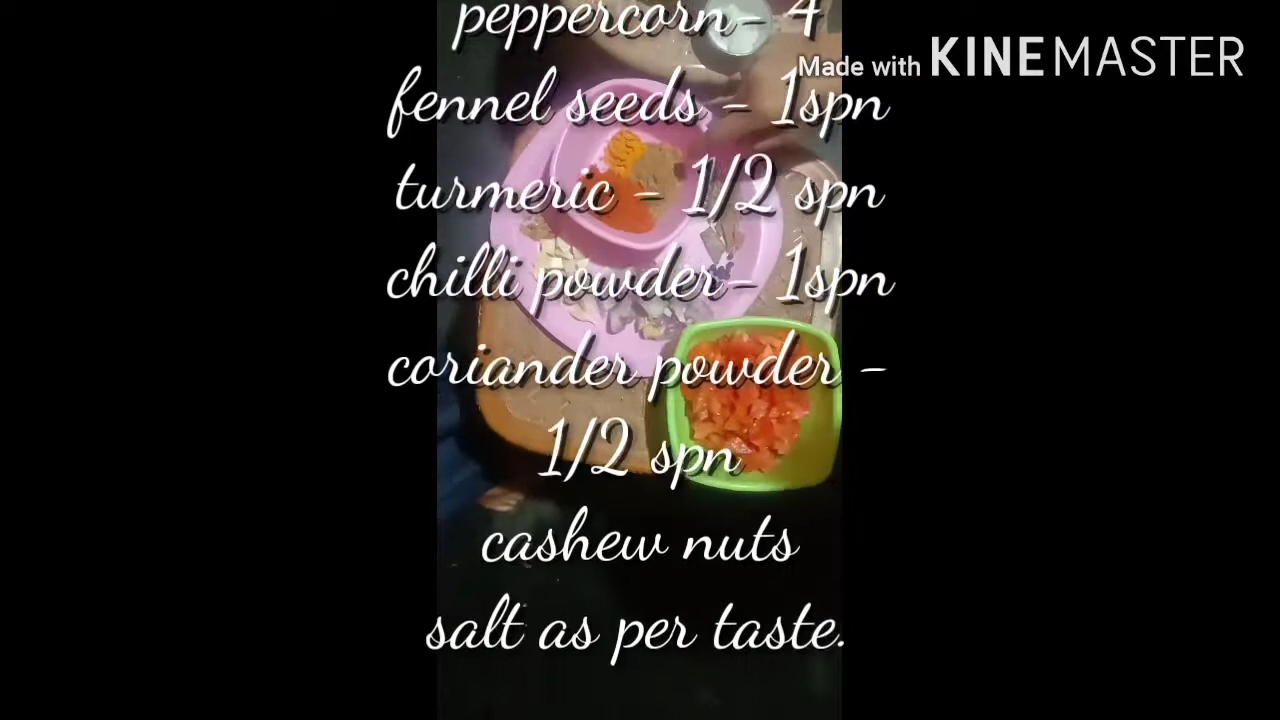 peppercorn- 4
Made with KINEMASTER
fennel seeds - 1spn
turmeric - 1/2 spn
chilli powder- 1spn
coriander powder -
1/2 spn
cashew nuts
salt as per taste.